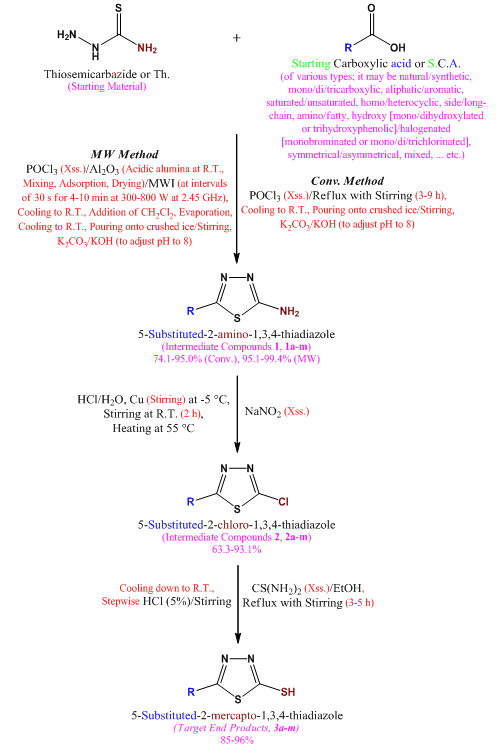 S
H₂N
N
H
NH₂
Thiosemicarbazide or Th.
(Starting Material)
+
O
R
OH
Starting Carboxylic acid or S.C.A.
(of various types; it may be natural/synthetic,
mono/di/tricarboxylic, aliphatic/aromatic,
saturated/unsaturated, homo/heterocyclic, side/long-
chain, amino/fatty, hydroxy [mono/dihydroxylated
or trihydroxyphenolic]/halogenated
[monobrominated or mono/di/trichlorinated],
symmetrical/asymmetrical, mixed, ... etc.)
MW Method
POCl₃ (Xss.)/Al₂O₃ (Acidic alumina at R.T.,
Mixing, Adsorption, Drying)/MWI (at intervals
of 30 s for 4-10 min at 300-800 W at 2.45 GHz),
Cooling to R.T., Addition of CH₂Cl₂, Evaporation,
Cooling to R.T., Pouring onto crushed ice/Stirring,
K₂CO₃/KOH (to adjust pH to 8)
Conv. Method
POCl₃ (Xss.)/Reflux with Stirring (3-9 h),
Cooling to R.T., Pouring onto crushed ice/Stirring,
K₂CO₃/KOH (to adjust pH to 8)
N N
R S NH₂
5-Substituted-2-amino-1,3,4-thiadiazole
(Intermediate Compounds 1, 1a-m)
74.1-95.0% (Conv.), 95.1-99.4% (MW)
HCl/H₂O, Cu (Stirring) at -5 °C,
Stirring at R.T. (2 h),
Heating at 55 °C
NaNO₂ (Xss.)
N N
R S Cl
5-Substituted-2-chloro-1,3,4-thiadiazole
(Intermediate Compounds 2, 2a-m)
63.3-93.1%
Cooling down to R.T.,
Stepwise HCl (5%)/Stirring
CS(NH₂)₂ (Xss.)/EtOH,
Reflux with Stirring (3-5 h)
N N
R S SH
5-Substituted-2-mercapto-1,3,4-thiadiazole
(Target End Products, 3a-m)
85-96%